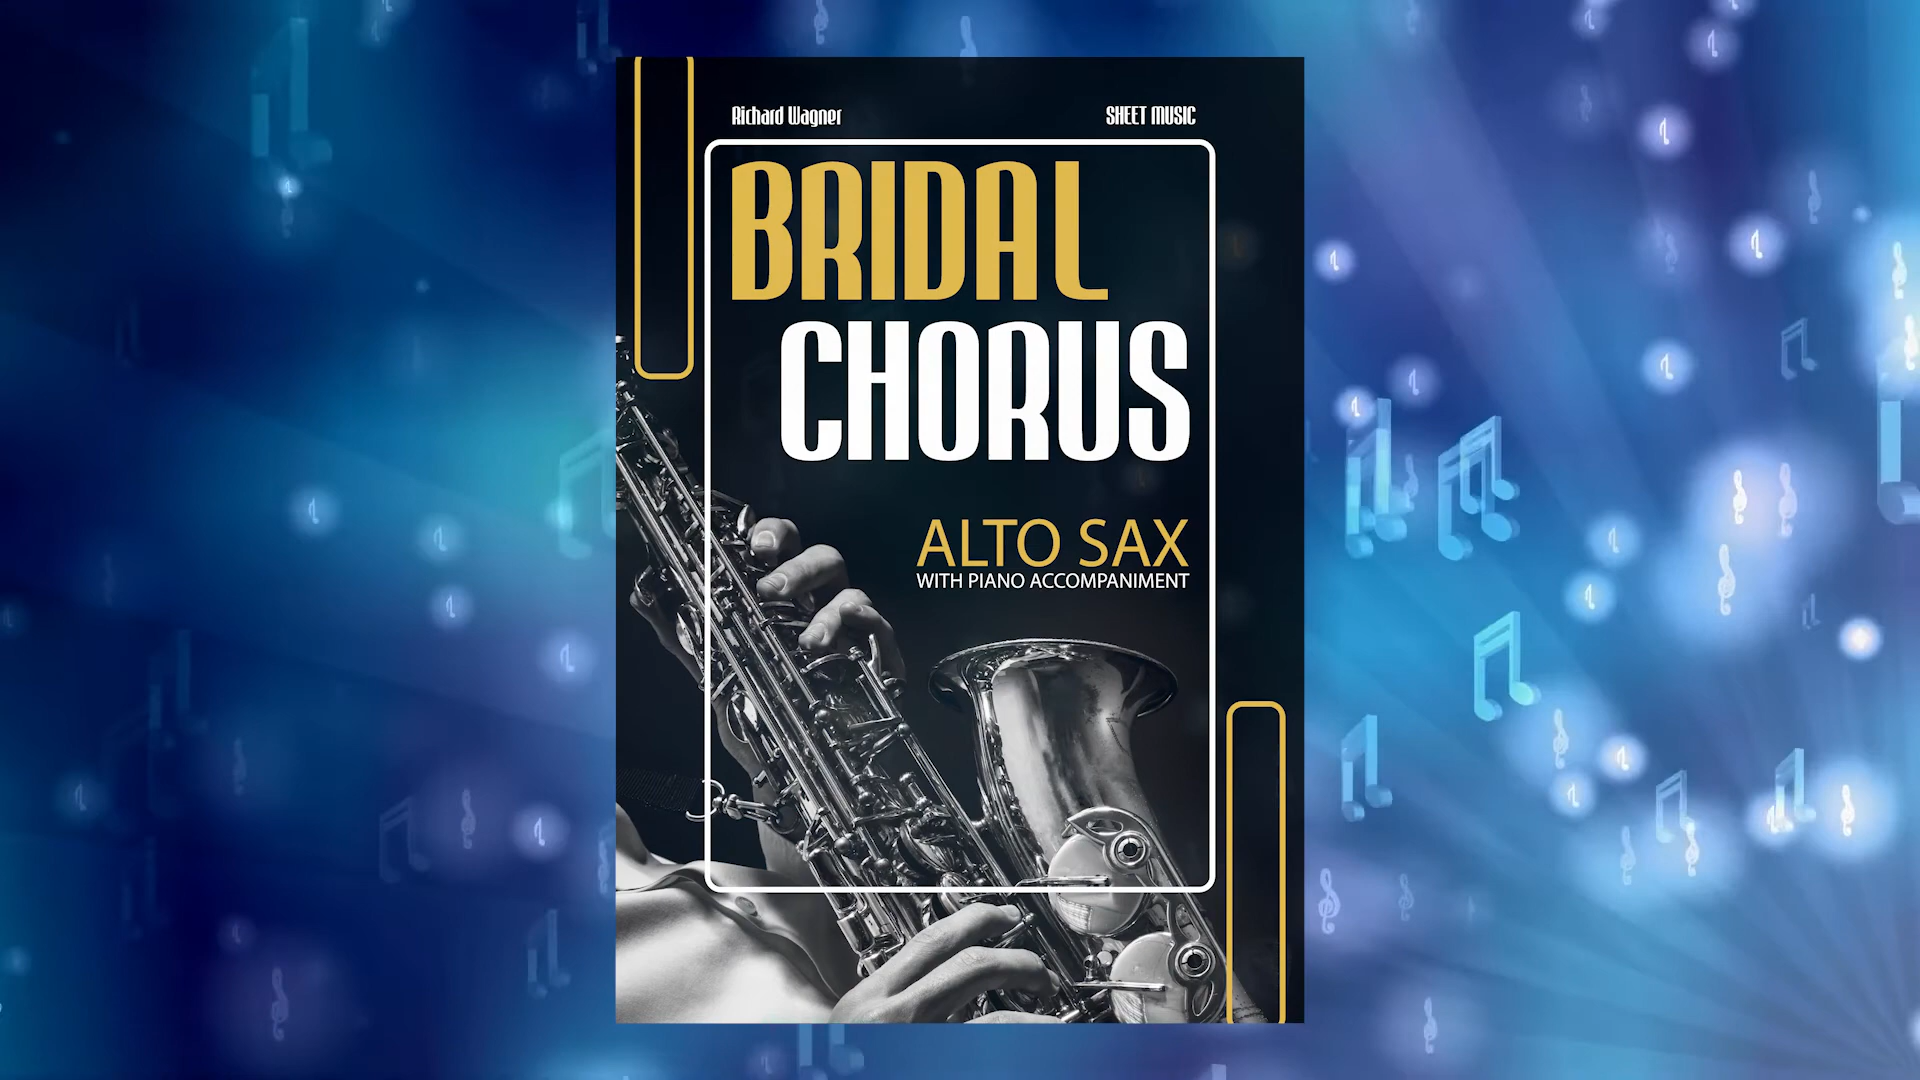 Richard Wagner
SHEET MUSIC
BRIDAL
CHORUS
ALTO SAX
WITH PIANO ACCOMPANIMENT